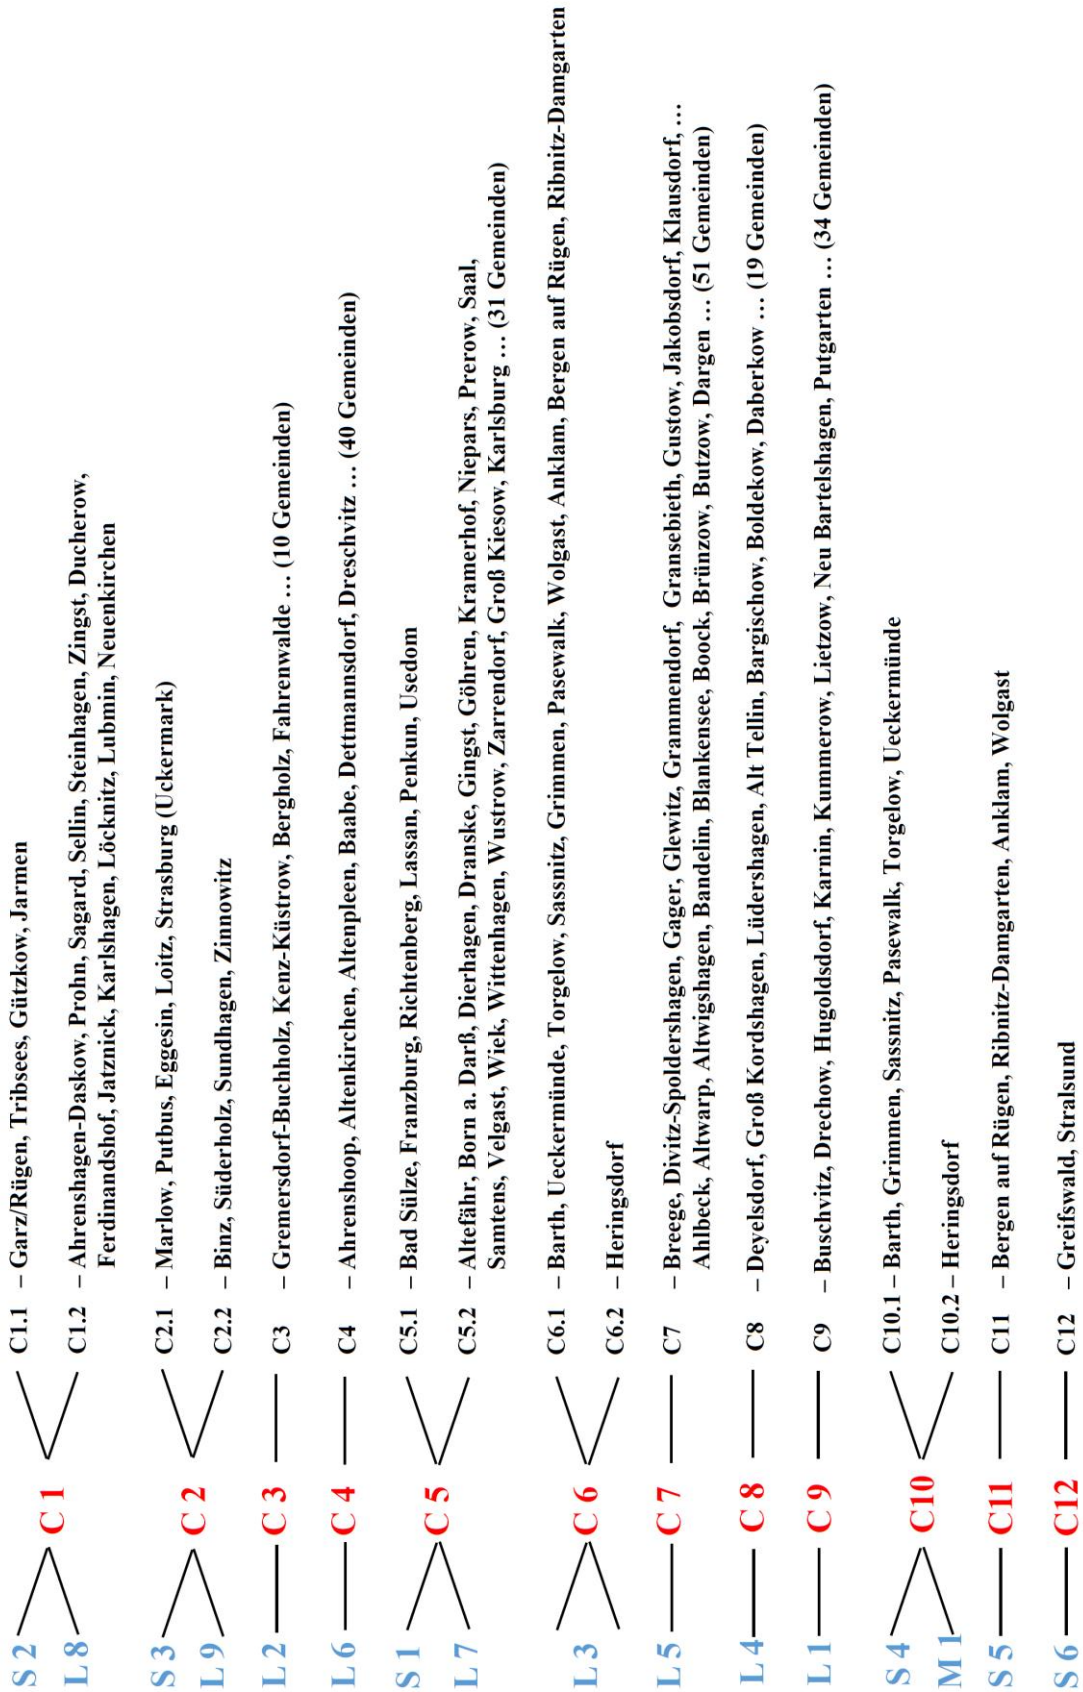 S 2
L 8
C 1
C1.1 – Garz/Rügen, Tribsees, Gützkow, Jarmen
C1.2 – Ahrenshagen-Daskow, Prohn, Sagard, Sellin, Steinhagen, Zingst, Ducherow,
Ferdinandshof, Jatznick, Karlshagen, Löcknitz, Lubmin, Neuenkirchen
S 3
L 9
C 2
C2.1 – Marlow, Putbus, Eggesin, Loitz, Strasburg (Uckermark)
C2.2 – Binz, Süderholz, Sundhagen, Zinnowitz
L 2 C 3 C3 – Gremersdorf-Buchholz, Kenz-Küstrow, Bergholz, Fahrenwalde … (10 Gemeinden)
L 6 C 4 C4 – Ahrenshoop, Altenkirchen, Altenpleen, Baabe, Dettmannsdorf, Dreschvitz … (40 Gemeinden)
S 1
L 7
C 5
C5.1 – Bad Sülze, Franzburg, Richtenberg, Lassan, Penkun, Usedom
C5.2 – Altefähr, Born a. Darß, Dierhagen, Dranske, Gingst, Göhren, Kramerhof, Niepars, Prerow, Saal,
Samtens, Velgast, Wiek, Wittenhagen, Wustrow, Zarrendorf, Groß Kiesow, Karlsburg … (31 Gemeinden)
L 3
C 6
C6.1 – Barth, Ueckermünde, Torgelow, Sassnitz, Grimmen, Pasewalk, Wolgast, Anklam, Bergen auf Rügen, Ribnitz-Damgarten
C6.2 – Heringsdorf
L 5 C 7 C7 – Breege, Divitz-Spoldershagen, Gager, Glewitz, Grammendorf, Gransebieth, Gustow, Jakobsdorf, Klausdorf, …
Ahlbeck, Altwarp, Altwigshagen, Bandelin, Blankensee, Boock, Brünzow, Butzow, Dargen … (51 Gemeinden)
L 4 C 8 C8 – Deyelsdorf, Groß Kordshagen, Lüdershagen, Alt Tellin, Bargischow, Boldekow, Daberkow … (19 Gemeinden)
L 1 C 9 C9 – Buschvitz, Drechow, Hugoldsdorf, Karnin, Kummerow, Lietzow, Neu Bartelshagen, Putgarten … (34 Gemeinden)
S 4
M 1
C10
C10.1 – Barth, Grimmen, Sassnitz, Pasewalk, Torgelow, Ueckermünde
C10.2 – Heringsdorf
S 5 C11 C11 – Bergen auf Rügen, Ribnitz-Damgarten, Anklam, Wolgast
S 6 C12 C12 – Greifswald, Stralsund